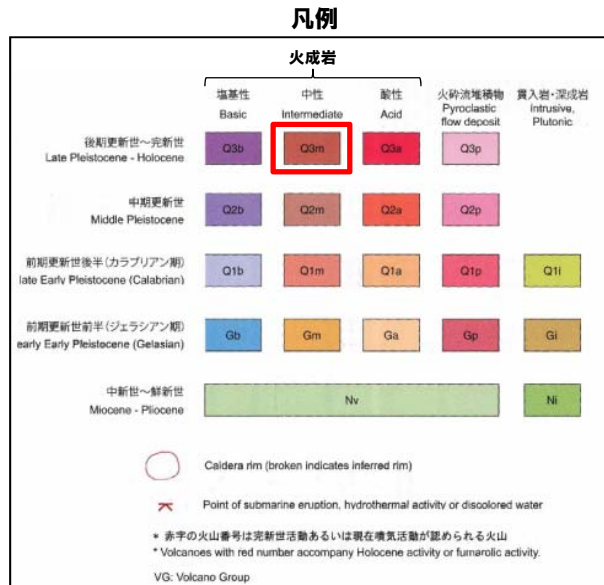 凡例
火成岩
塩基性 中性 酸性 火砕流堆積物 貫入岩・深成岩
Basic Intermediate Acid Pyroclastic flow deposit intrusive, Plutonic
後期更新世～完新世
Late Pleistocene - Holocene
Q3b Q3m Q3a Q3p
中期更新世
Middle Pleistocene
Q2b Q2m Q2a Q2p
前期更新世後半(カラブリアン期)
late Early Pleistocene (Calabrian)
Q1b Q1m Q1a Q1p Q1i
前期更新世前半(ジェラシアン期)
early Early Pleistocene (Gelasian)
Gb Gm Ga Gp Gi
中新世～鮮新世
Miocene - Pliocene
Nv Ni
Caldera rim (broken indicates inferred rim)
Point of submarine eruption, hydrothermal activity or discolored water
* 赤字の火山番号は完新世活動あるいは現在噴気活動が認められる火山
* Volcanoes with red number accompany Holocene activity or fumarolic activity.
VG: Volcano Group